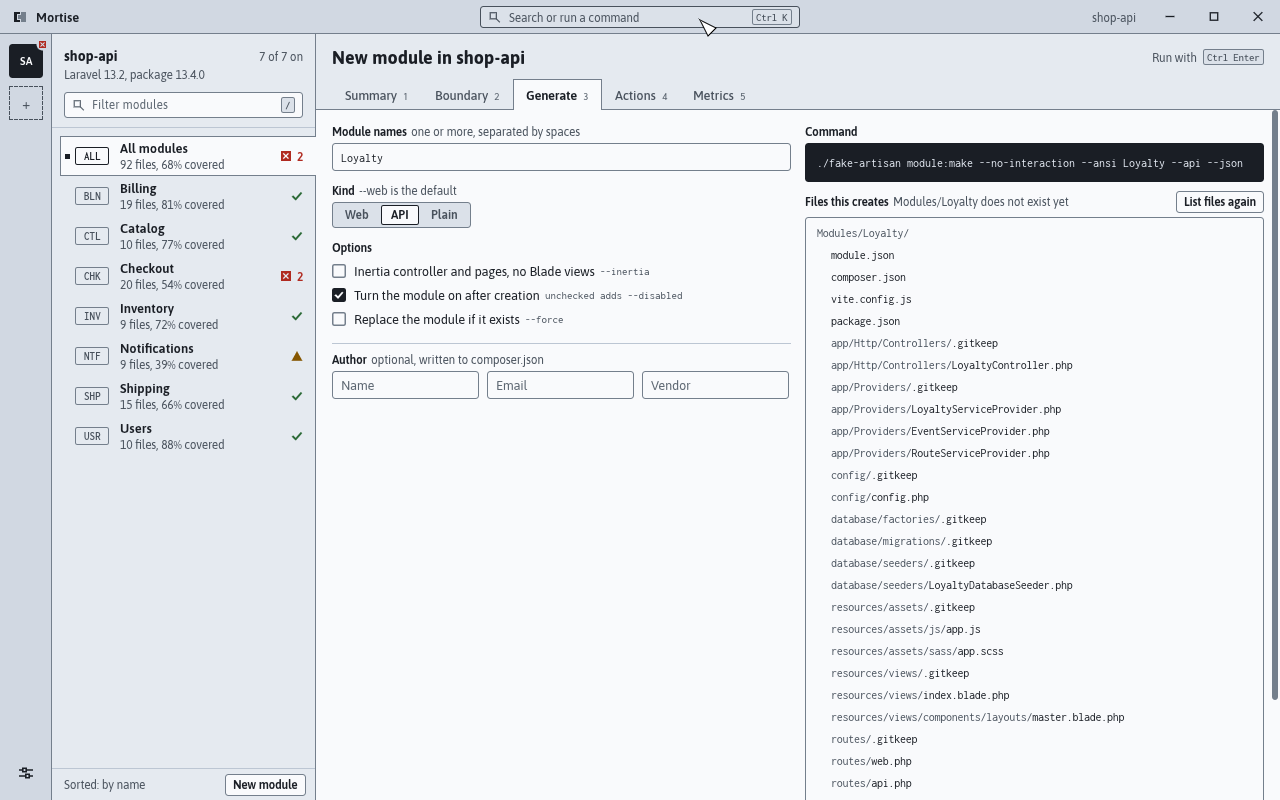 Mortise
Search or run a command
Ctrl K
shop-api
SA
+
shop-api
7 of 7 on
Laravel 13.2, package 13.4.0
Filter modules
/
ALL
All modules
92 files, 68% covered
2
BLN
Billing
19 files, 81% covered
CTL
Catalog
10 files, 77% covered
CHK
Checkout
20 files, 54% covered
2
INV
Inventory
9 files, 72% covered
NTF
Notifications
9 files, 39% covered
SHP
Shipping
15 files, 66% covered
USR
Users
10 files, 88% covered
Sorted: by name
New module
New module in shop-api
Run with Ctrl Enter
Summary 1
Boundary 2
Generate 3
Actions 4
Metrics 5
Module names one or more, separated by spaces
Loyalty
Kind --web is the default
Web
API
Plain
Options
Inertia controller and pages, no Blade views --inertia
Turn the module on after creation unchecked adds --disabled
Replace the module if it exists --force
Author optional, written to composer.json
Name
Email
Vendor
Command
./fake-artisan module:make --no-interaction --ansi Loyalty --api --json
Files this creates Modules/Loyalty does not exist yet
List files again
Modules/Loyalty/
module.json
composer.json
vite.config.js
package.json
app/Http/Controllers/.gitkeep
app/Http/Controllers/LoyaltyController.php
app/Providers/.gitkeep
app/Providers/LoyaltyServiceProvider.php
app/Providers/EventServiceProvider.php
app/Providers/RouteServiceProvider.php
config/.gitkeep
config/config.php
database/factories/.gitkeep
database/migrations/.gitkeep
database/seeders/.gitkeep
database/seeders/LoyaltyDatabaseSeeder.php
resources/assets/.gitkeep
resources/assets/js/app.js
resources/assets/sass/app.scss
resources/views/.gitkeep
resources/views/index.blade.php
resources/views/components/layouts/master.blade.php
routes/.gitkeep
routes/web.php
routes/api.php